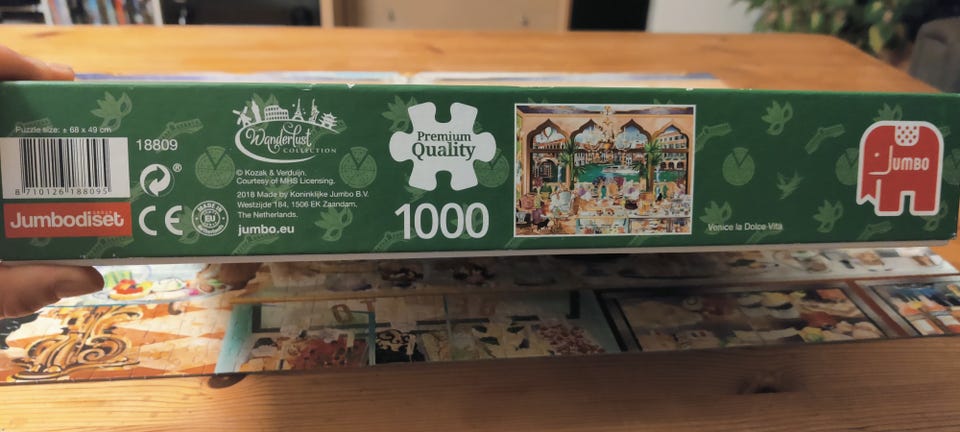 Puzzle size: ± 68 x 49 cm
18809
8 710126 188095
Jumbodiset
GROUP
CE
MADE IN
EU
Netherlands
Wanderlust
COLLECTION
© Kozak & Verduijn.
Courtesy of MHS Licensing.
2018 Made by Koninklijke Jumbo B.V.
Westzijde 184, 1506 EK Zaandam,
The Netherlands.
jumbo.eu
Premium
Quality
1000
Venice la Dolce Vita
JUMBO